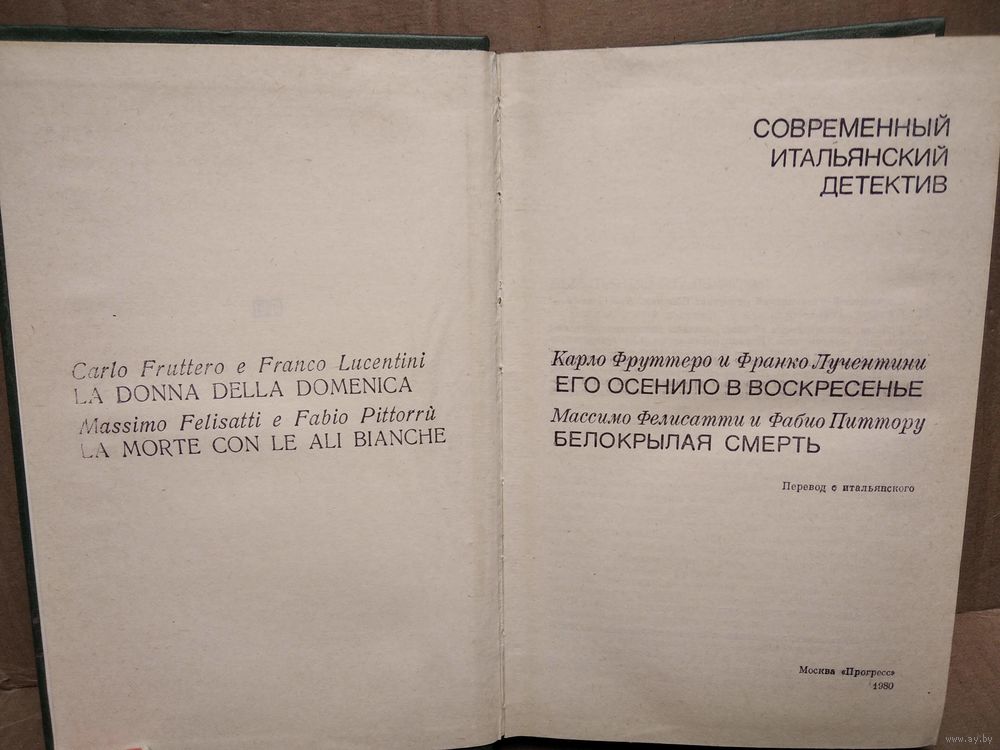 Carlo Fruttero e Franco Lucentini
LA DONNA DELLA DOMENICA
Massimo Felisatti e Fabio Pittorrù
LA MORTE CON LE ALI BIANCHE
СОВРЕМЕННЫЙ
ИТАЛЬЯНСКИЙ
ДЕТЕКТИВ
Карло Фруттеро и Франко Лучентини
ЕГО ОСЕНИЛО В ВОСКРЕСЕНЬЕ
Массимо Фелисатти и Фабио Питтору
БЕЛОКРЫЛАЯ СМЕРТЬ
Перевод с итальянского
Москва «Прогресс»
1980
www.ay.by